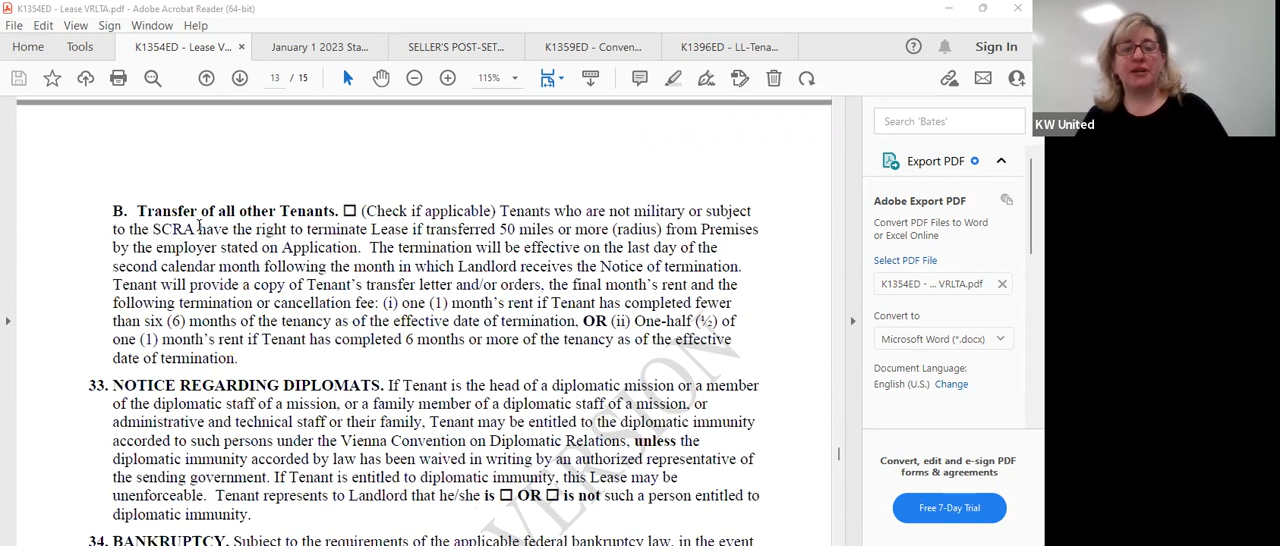 K1354ED - Lease VRLTA.pdf - Adobe Acrobat Reader (64-bit)
File Edit View Sign Window Help
Home Tools K1354ED - Lease V... × January 1 2023 Sta... SELLER'S POST-SET... K1359ED - Conven... K1396ED - LL-Tena... Sign In
13 / 15 115%
KW United
Search 'Bates'
Export PDF
Adobe Export PDF
Convert PDF Files to Word
or Excel Online
Select PDF File
K1354ED - ... VRLTA.pdf
Convert to
Microsoft Word (*.docx)
Document Language:
English (U.S.) Change
Convert, edit and e-sign PDF
forms & agreements
Free 7-Day Trial
B. Transfer of all other Tenants. ☐ (Check if applicable) Tenants who are not military or subject
to the SCRA have the right to terminate Lease if transferred 50 miles or more (radius) from Premises
by the employer stated on Application. The termination will be effective on the last day of the
second calendar month following the month in which Landlord receives the Notice of termination.
Tenant will provide a copy of Tenant's transfer letter and/or orders, the final month's rent and the
following termination or cancellation fee: (i) one (1) month's rent if Tenant has completed fewer
than six (6) months of the tenancy as of the effective date of termination, OR (ii) One-half (½) of
one (1) month's rent if Tenant has completed 6 months or more of the tenancy as of the effective
date of termination.
33. NOTICE REGARDING DIPLOMATS. If Tenant is the head of a diplomatic mission or a member
of the diplomatic staff of a mission, or a family member of a diplomatic staff of a mission, or
administrative and technical staff or their family, Tenant may be entitled to the diplomatic immunity
accorded to such persons under the Vienna Convention on Diplomatic Relations, unless the
diplomatic immunity accorded by law has been waived in writing by an authorized representative of
the sending government. If Tenant is entitled to diplomatic immunity, this Lease may be
unenforceable. Tenant represents to Landlord that he/she is ☐ OR ☐ is not such a person entitled to
diplomatic immunity.
34. BANKRUPTCY. Subject to the requirements of the applicable federal bankruptcy law, in the event
VERSION